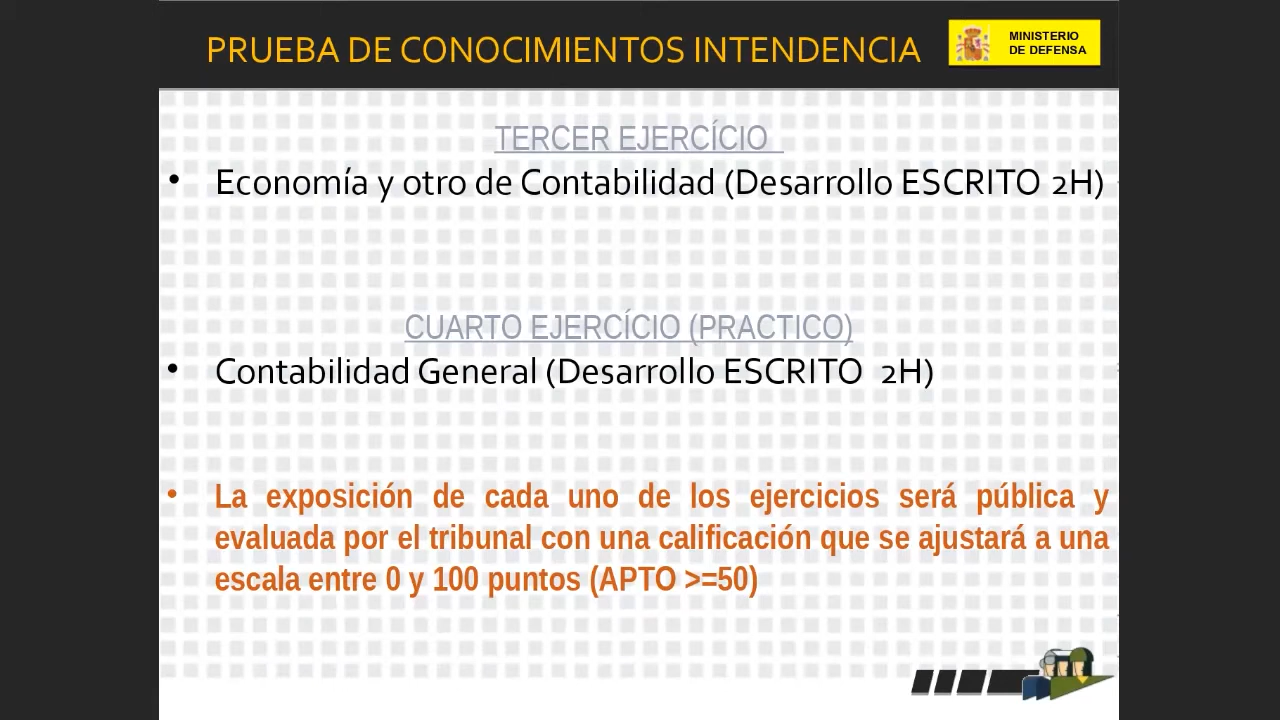 PRUEBA DE CONOCIMIENTOS INTENDENCIA
MINISTERIO
DE DEFENSA
TERCER EJERCÍCIO
• Economía y otro de Contabilidad (Desarrollo ESCRITO 2H)
CUARTO EJERCÍCIO (PRACTICO)
• Contabilidad General (Desarrollo ESCRITO 2H)
• La exposición de cada uno de los ejercicios será pública y
evaluada por el tribunal con una calificación que se ajustará a una
escala entre 0 y 100 puntos (APTO >=50)